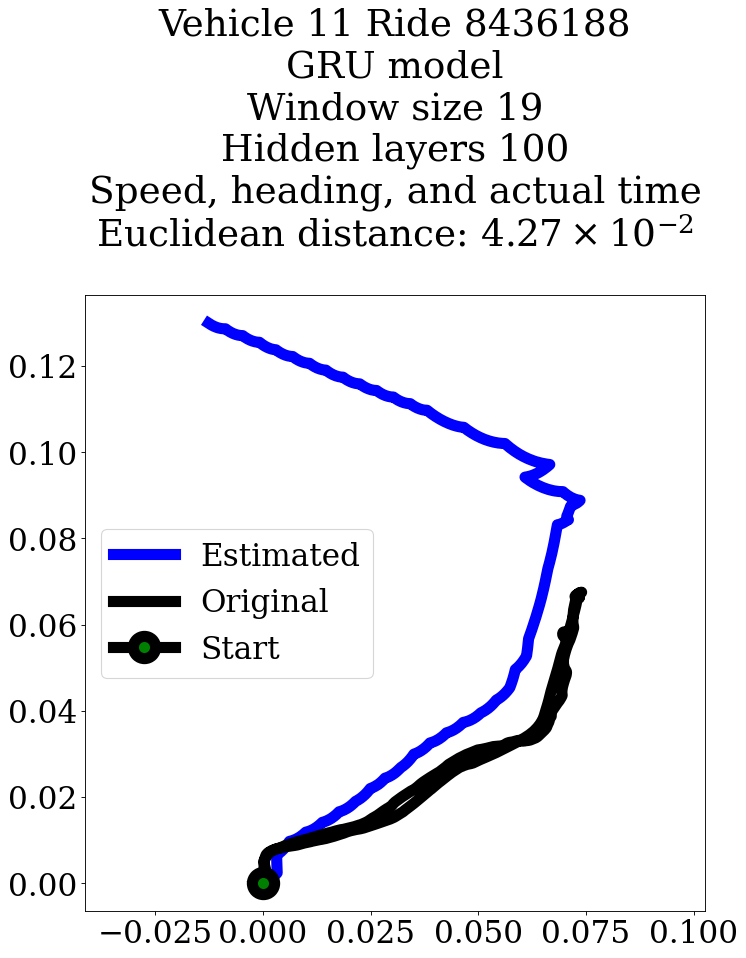 Vehicle 11 Ride 8436188
GRU model
Window size 19
Hidden layers 100
Speed, heading, and actual time
Euclidean distance: 4.27 × 10⁻²
0.12
0.10
0.08
0.06
0.04
0.02
0.00
Estimated
Original
Start
−0.025 0.000 0.025 0.050 0.075 0.100